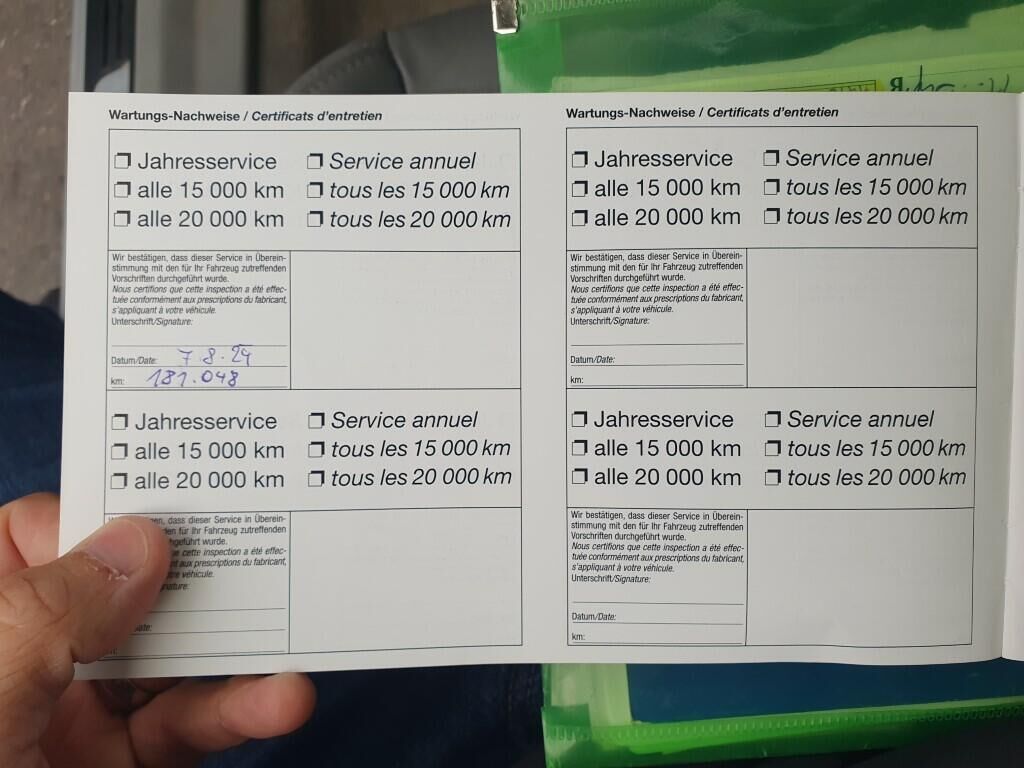 Wartungs-Nachweise / Certificats d'entretien
Jahresservice Service annuel
alle 15 000 km tous les 15 000 km
alle 20 000 km tous les 20 000 km
Wir bestätigen, dass dieser Service in Überein-
stimmung mit den für Ihr Fahrzeug zutreffenden
Vorschriften durchgeführt wurde.
Nous certifions que cette inspection a été effec-
tuée conformément aux prescriptions du fabricant,
s'appliquant à votre véhicule.
Unterschrift/Signature:
Datum/Date: 7.8.24
km: 181.048
Jahresservice Service annuel
alle 15 000 km tous les 15 000 km
alle 20 000 km tous les 20 000 km
dass dieser Service in Überein-
für Ihr Fahrzeug zutreffenden
wurde.
cette inspection a été effec-
aux prescriptions du fabricant,
véhicule.
Wartungs-Nachweise / Certificats d'entretien
Jahresservice Service annuel
alle 15 000 km tous les 15 000 km
alle 20 000 km tous les 20 000 km
Wir bestätigen, dass dieser Service in Überein-
stimmung mit den für Ihr Fahrzeug zutreffenden
Vorschriften durchgeführt wurde.
Nous certifions que cette inspection a été effec-
tuée conformément aux prescriptions du fabricant,
s'appliquant à votre véhicule.
Unterschrift/Signature:
Datum/Date:
km:
Jahresservice Service annuel
alle 15 000 km tous les 15 000 km
alle 20 000 km tous les 20 000 km
Wir bestätigen, dass dieser Service in Überein-
stimmung mit den für Ihr Fahrzeug zutreffenden
Vorschriften durchgeführt wurde.
Nous certifions que cette inspection a été effec-
tuée conformément aux prescriptions du fabricant,
s'appliquant à votre véhicule.
Unterschrift/Signature:
Datum/Date:
km: